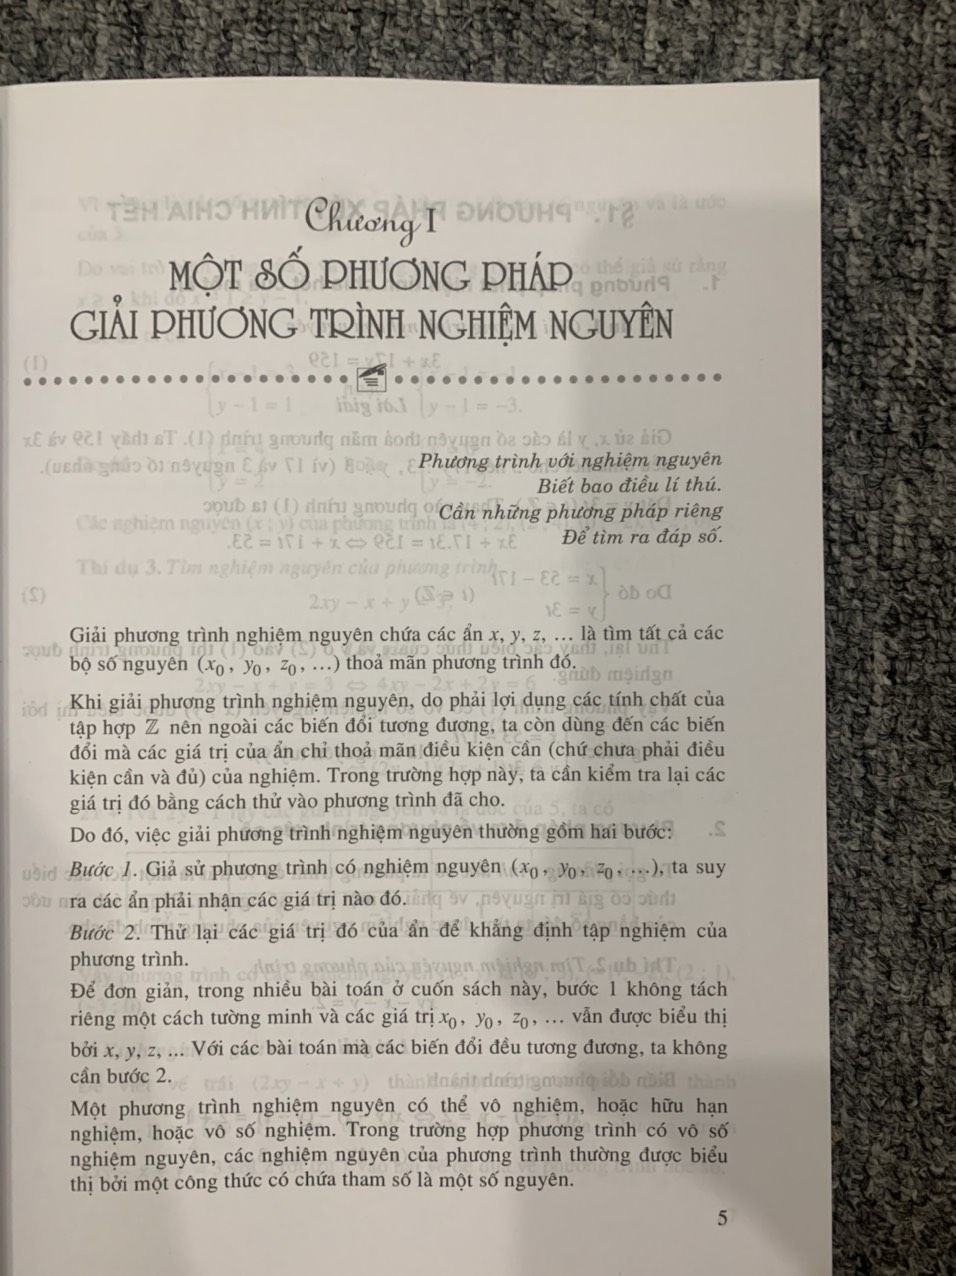 Chương I
MỘT SỐ PHƯƠNG PHÁP
GIẢI PHƯƠNG TRÌNH NGHIỆM NGUYÊN
Phương trình với nghiệm nguyên
Biết bao điều lí thú.
Cần những phương pháp riêng
Để tìm ra đáp số.
Giải phương trình nghiệm nguyên chứa các ẩn x, y, z, ... là tìm tất cả các
bộ số nguyên (x₀, y₀, z₀, ...) thoả mãn phương trình đó.
Khi giải phương trình nghiệm nguyên, do phải lợi dụng các tính chất của
tập hợp ℤ nên ngoài các biến đổi tương đương, ta còn dùng đến các biến
đổi mà các giá trị của ẩn chỉ thoả mãn điều kiện cần (chứ chưa phải điều
kiện cần và đủ) của nghiệm. Trong trường hợp này, ta cần kiểm tra lại các
giá trị đó bằng cách thử vào phương trình đã cho.
Do đó, việc giải phương trình nghiệm nguyên thường gồm hai bước:
Bước 1. Giả sử phương trình có nghiệm nguyên (x₀, y₀, z₀, ...), ta suy
ra các ẩn phải nhận các giá trị nào đó.
Bước 2. Thử lại các giá trị đó của ẩn để khẳng định tập nghiệm của
phương trình.
Để đơn giản, trong nhiều bài toán ở cuốn sách này, bước 1 không tách
riêng một cách tường minh và các giá trị x₀, y₀, z₀, ... vẫn được biểu thị
bởi x, y, z, ... Với các bài toán mà các biến đổi đều tương đương, ta không
cần bước 2.
Một phương trình nghiệm nguyên có thể vô nghiệm, hoặc hữu hạn
nghiệm, hoặc vô số nghiệm. Trong trường hợp phương trình có vô số
nghiệm nguyên, các nghiệm nguyên của phương trình thường được biểu
thị bởi một công thức có chứa tham số là một số nguyên.
5